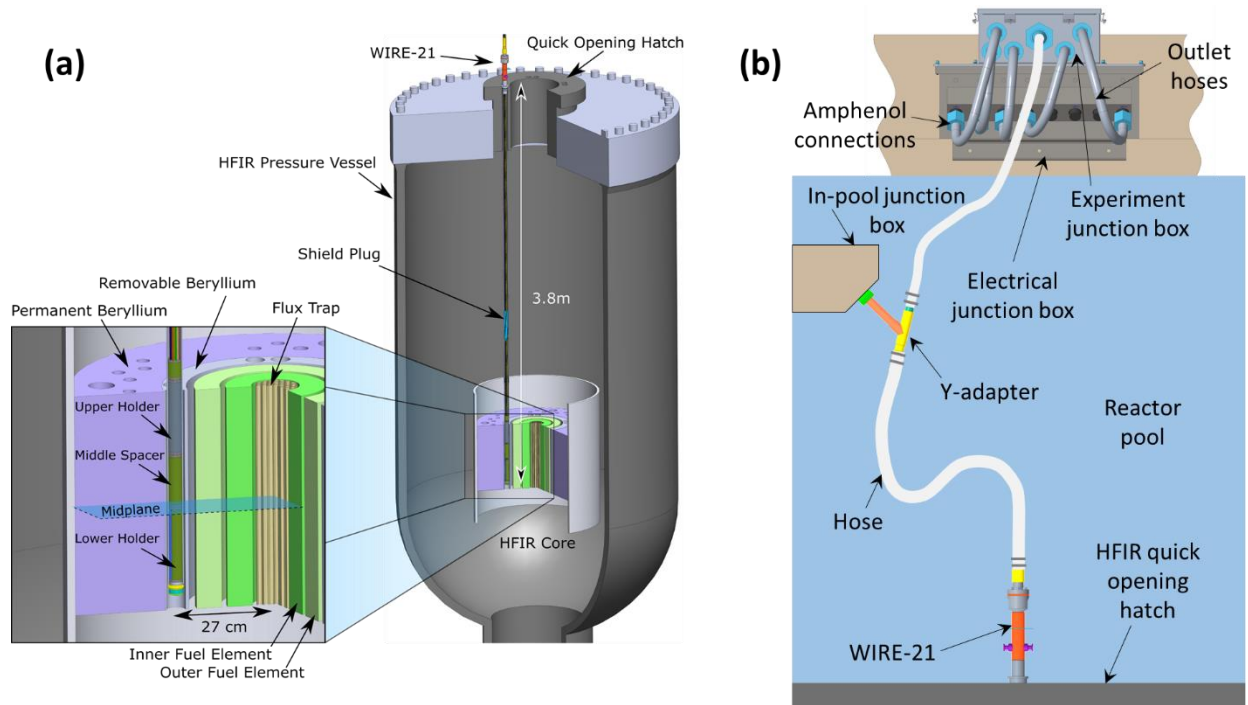 (a)
WIRE-21
Quick Opening Hatch
HFIR Pressure Vessel
Shield Plug
3.8m
Removable Beryllium
Permanent Beryllium
Flux Trap
Upper Holder
Middle Spacer
Midplane
Lower Holder
27 cm
HFIR Core
Inner Fuel Element
Outer Fuel Element
(b)
Outlet
hoses
Amphenol
connections
In-pool junction
box
Experiment
junction box
Electrical
junction box
Y-adapter
Reactor
pool
Hose
HFIR quick
opening
hatch
WIRE-21